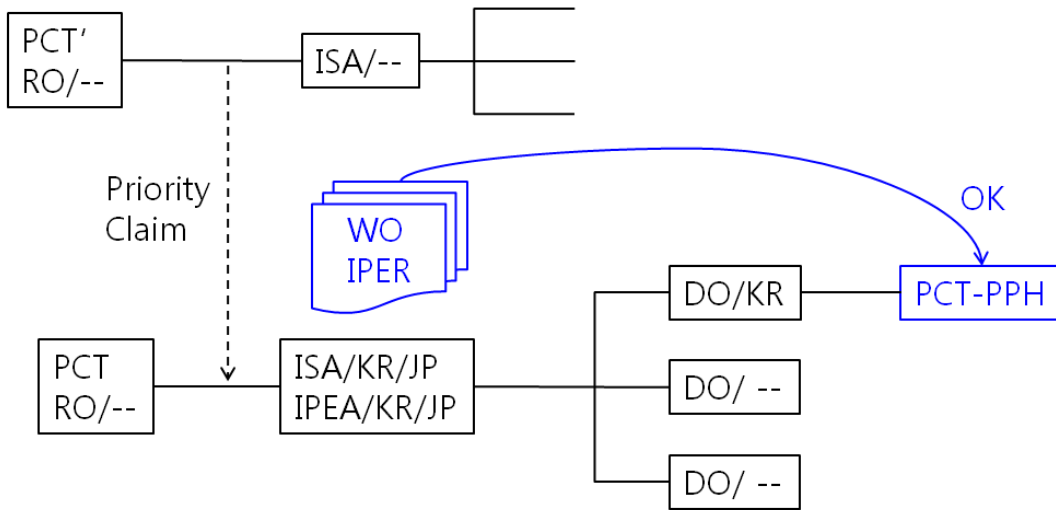 PCT′
RO/--
ISA/--
Priority
Claim
WO
IPER
OK
DO/KR
PCT-PPH
PCT
RO/--
ISA/KR/JP
IPEA/KR/JP
DO/ --
DO/ --